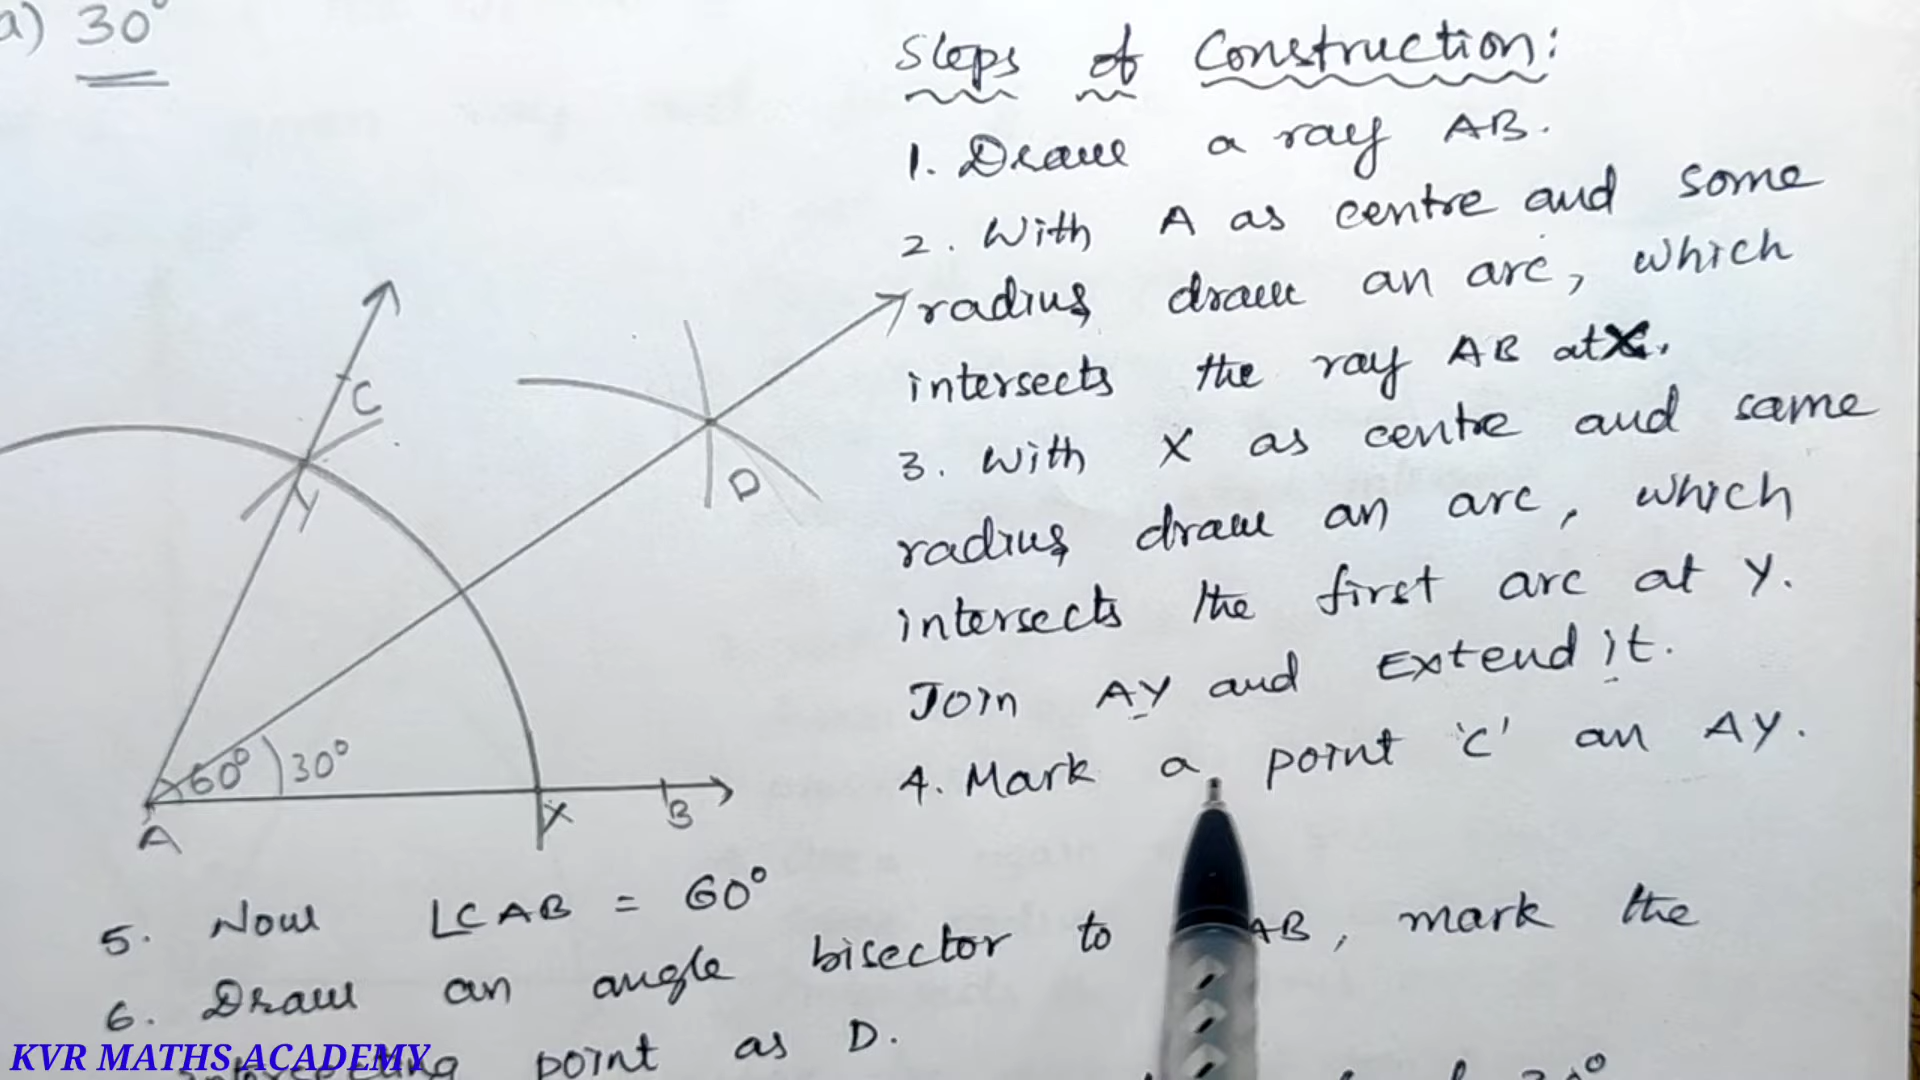 a) 30°
Steps of Construction:
1. Draw a ray AB.
2. With A as centre and some
radius draw an arc, which
intersects the ray AB at X.
3. With X as centre and same
radius draw an arc, which
intersects the first arc at Y.
Join AY and Extend it.
4. Mark a point 'C' an AY.
C
Y
D
60° 30°
A X B
5. Now ∠CAB = 60°
6. Draw an angle bisector to AB, mark the
point as D.
30°
KVR MATHS ACADEMY